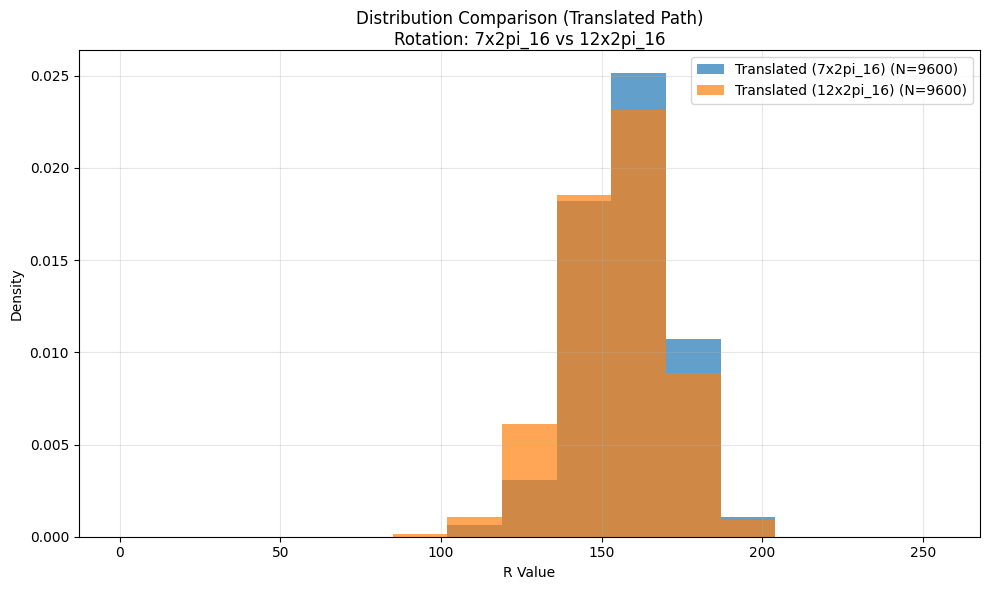 Distribution Comparison (Translated Path)
Rotation: 7x2pi_16 vs 12x2pi_16
Translated (7x2pi_16) (N=9600)
Translated (12x2pi_16) (N=9600)
0.025
0.020
0.015
0.010
0.005
0.000
Density
0 50 100 150 200 250
R Value